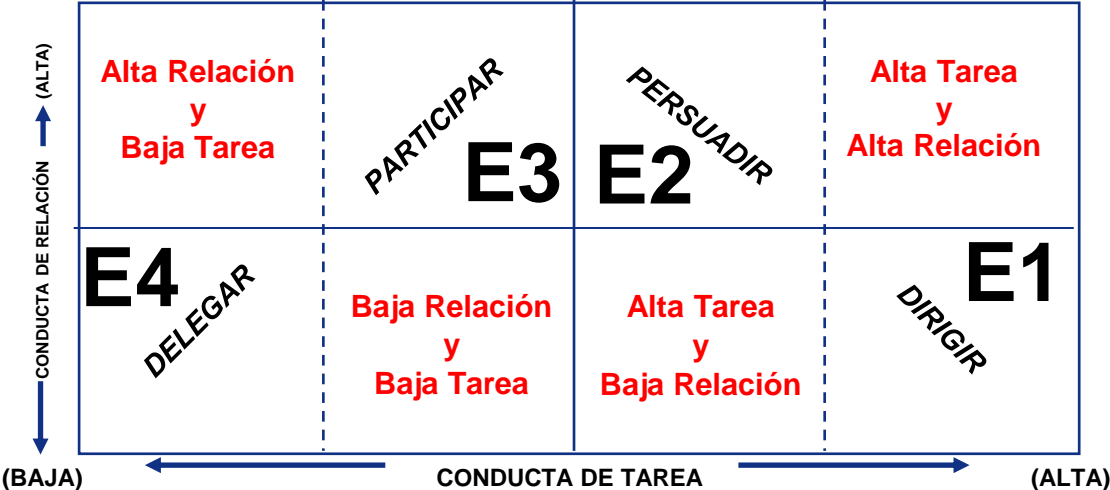 (ALTA)
CONDUCTA DE RELACIÓN
Alta Relación
y
Baja Tarea
PARTICIPAR
E3
PERSUADIR
E2
Alta Tarea
y
Alta Relación
E4
DELEGAR
Baja Relación
y
Baja Tarea
Alta Tarea
y
Baja Relación
E1
DIRIGIR
(BAJA)
CONDUCTA DE TAREA
(ALTA)